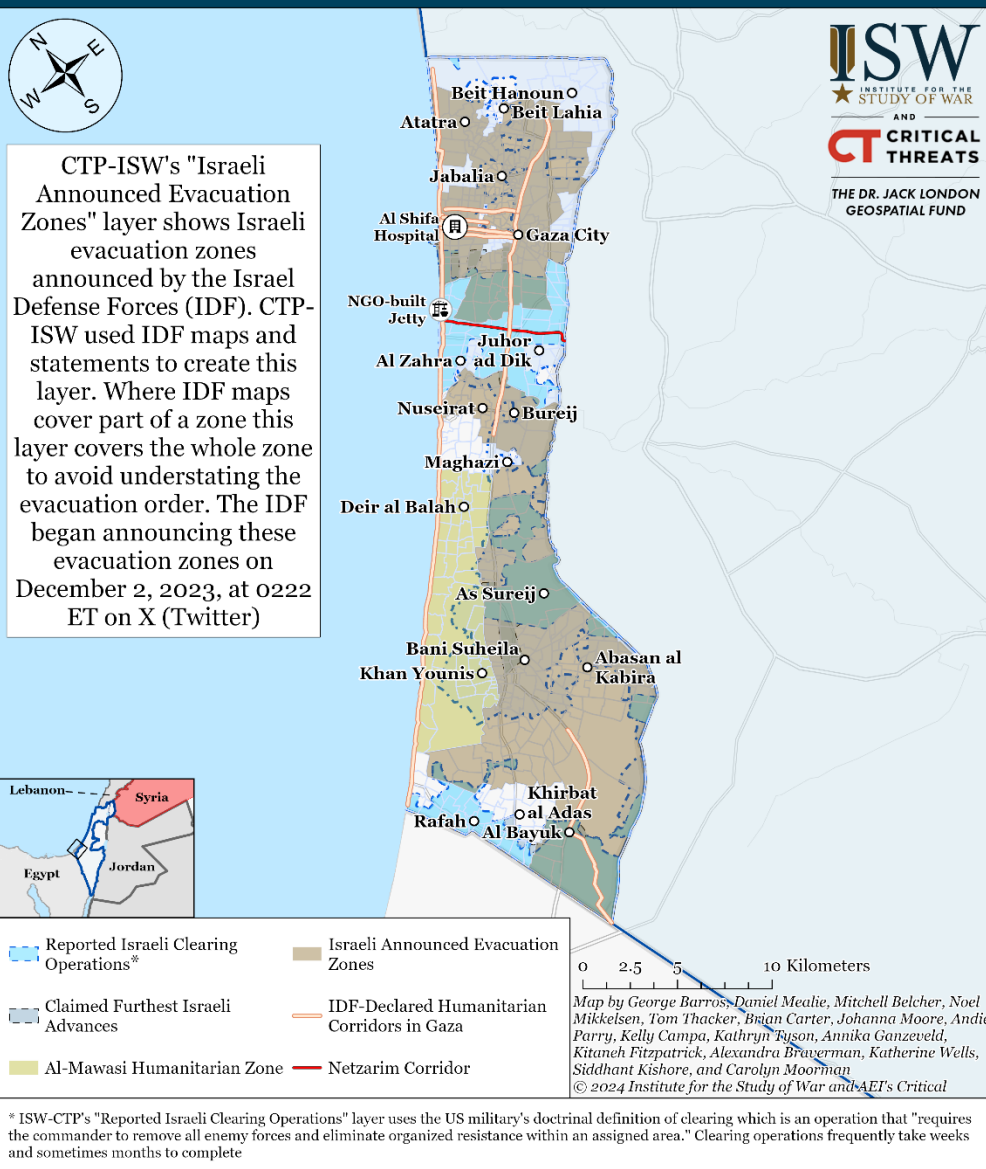 N
E
W
S
ISW
INSTITUTE FOR THE
STUDY OF WAR
AND
CT CRITICAL
THREATS
THE DR. JACK LONDON
GEOSPATIAL FUND
CTP-ISW's "Israeli
Announced Evacuation
Zones" layer shows Israeli
evacuation zones
announced by the Israel
Defense Forces (IDF). CTP-
ISW used IDF maps and
statements to create this
layer. Where IDF maps
cover part of a zone this
layer covers the whole zone
to avoid understating the
evacuation order. The IDF
began announcing these
evacuation zones on
December 2, 2023, at 0222
ET on X (Twitter)
Beit Hanoun
Beit Lahia
Atatra
Jabalia
Al Shifa
Hospital
Gaza City
NGO-built
Jetty
Juhor
ad Dik
Al Zahra
Nuseirat
Bureij
Maghazi
Deir al Balah
As Sureij
Bani Suheila
Abasan al
Kabira
Khan Younis
Khirbat
al Adas
Rafah
Al Bayuk
Lebanon
Syria
Egypt
Jordan
Reported Israeli Clearing
Operations*
Claimed Furthest Israeli
Advances
Al-Mawasi Humanitarian Zone
Israeli Announced Evacuation
Zones
IDF-Declared Humanitarian
Corridors in Gaza
Netzarim Corridor
0 2.5 5 10 Kilometers
Map by George Barros, Daniel Mealie, Mitchell Belcher, Noel
Mikkelsen, Tom Thacker, Brian Carter, Johanna Moore, Andie
Parry, Kelly Campa, Kathryn Tyson, Annika Ganzeveld,
Kitaneh Fitzpatrick, Alexandra Braverman, Katherine Wells,
Siddhant Kishore, and Carolyn Moorman
© 2024 Institute for the Study of War and AEI's Critical
* ISW-CTP's "Reported Israeli Clearing Operations" layer uses the US military's doctrinal definition of clearing which is an operation that "requires
the commander to remove all enemy forces and eliminate organized resistance within an assigned area." Clearing operations frequently take weeks
and sometimes months to complete